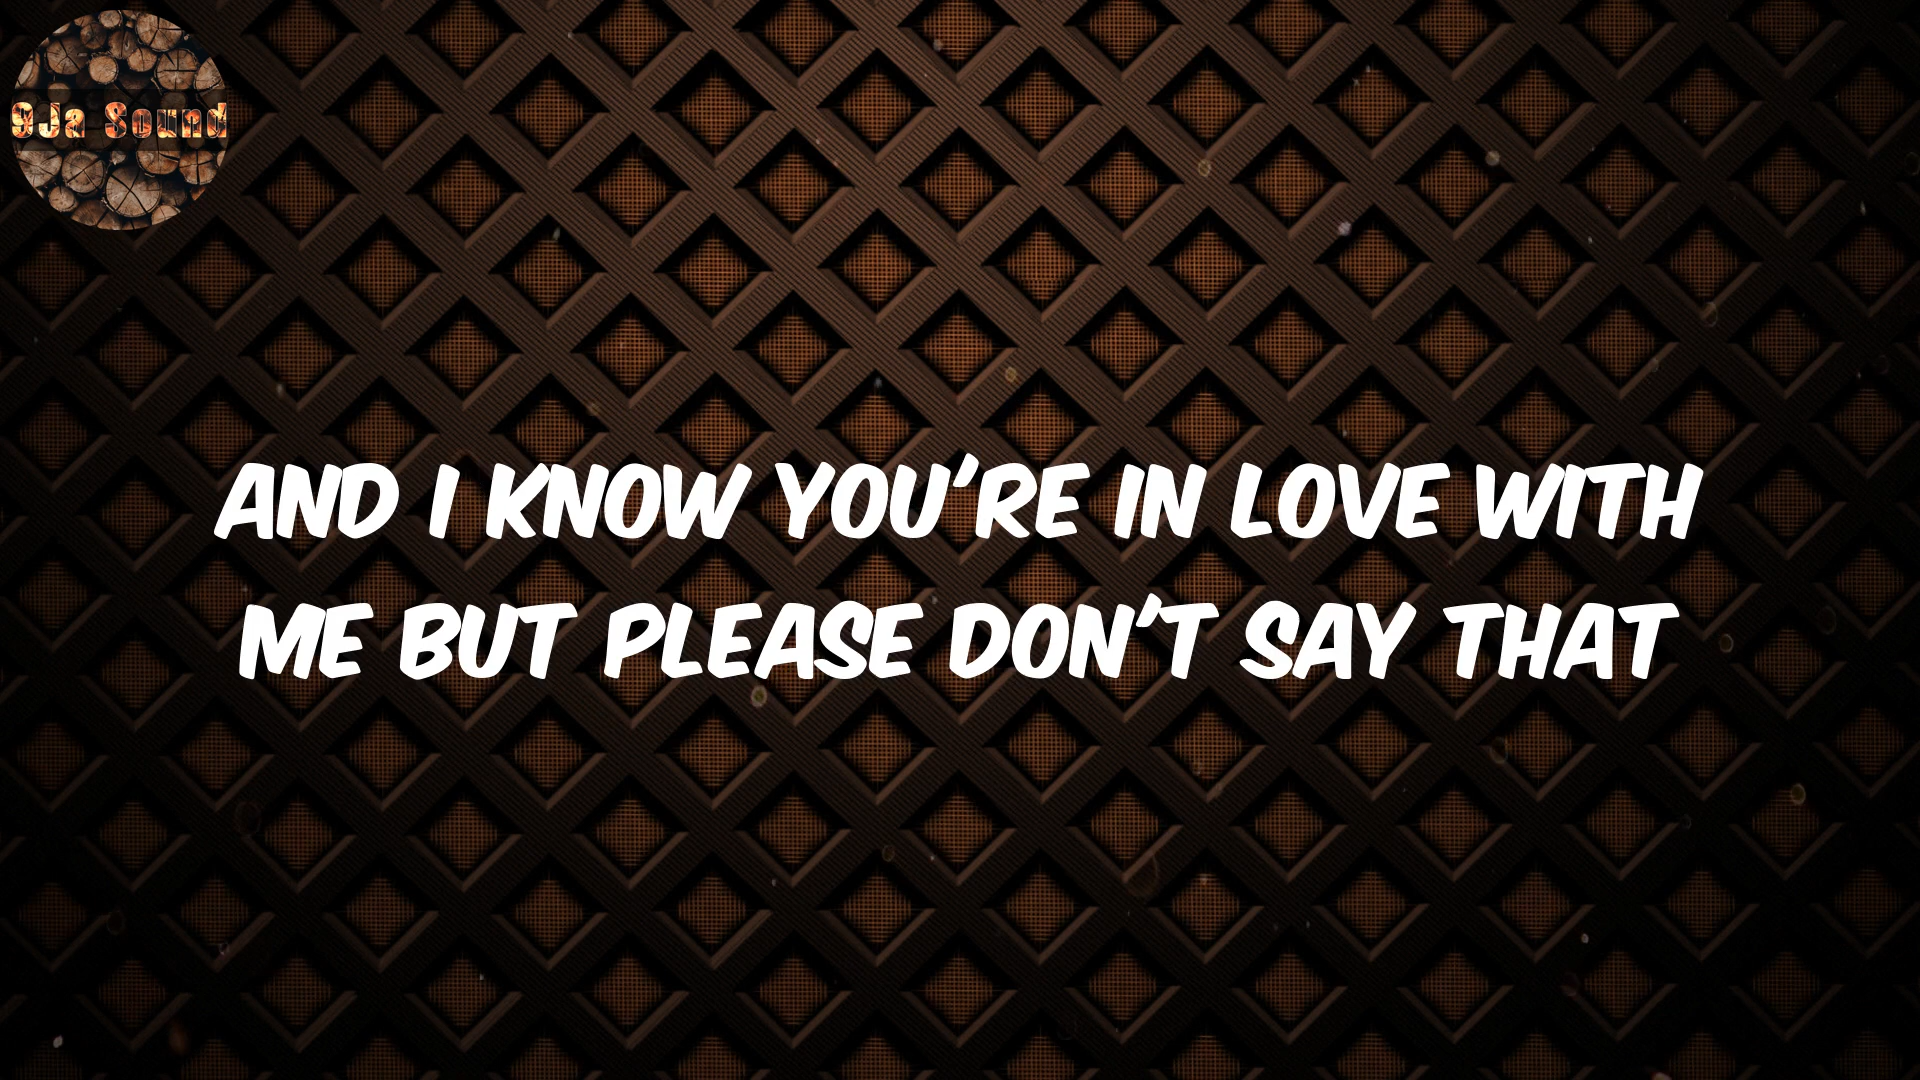 9Ja Sound
AND I KNOW YOU'RE IN LOVE WITH
ME BUT PLEASE DON'T SAY THAT